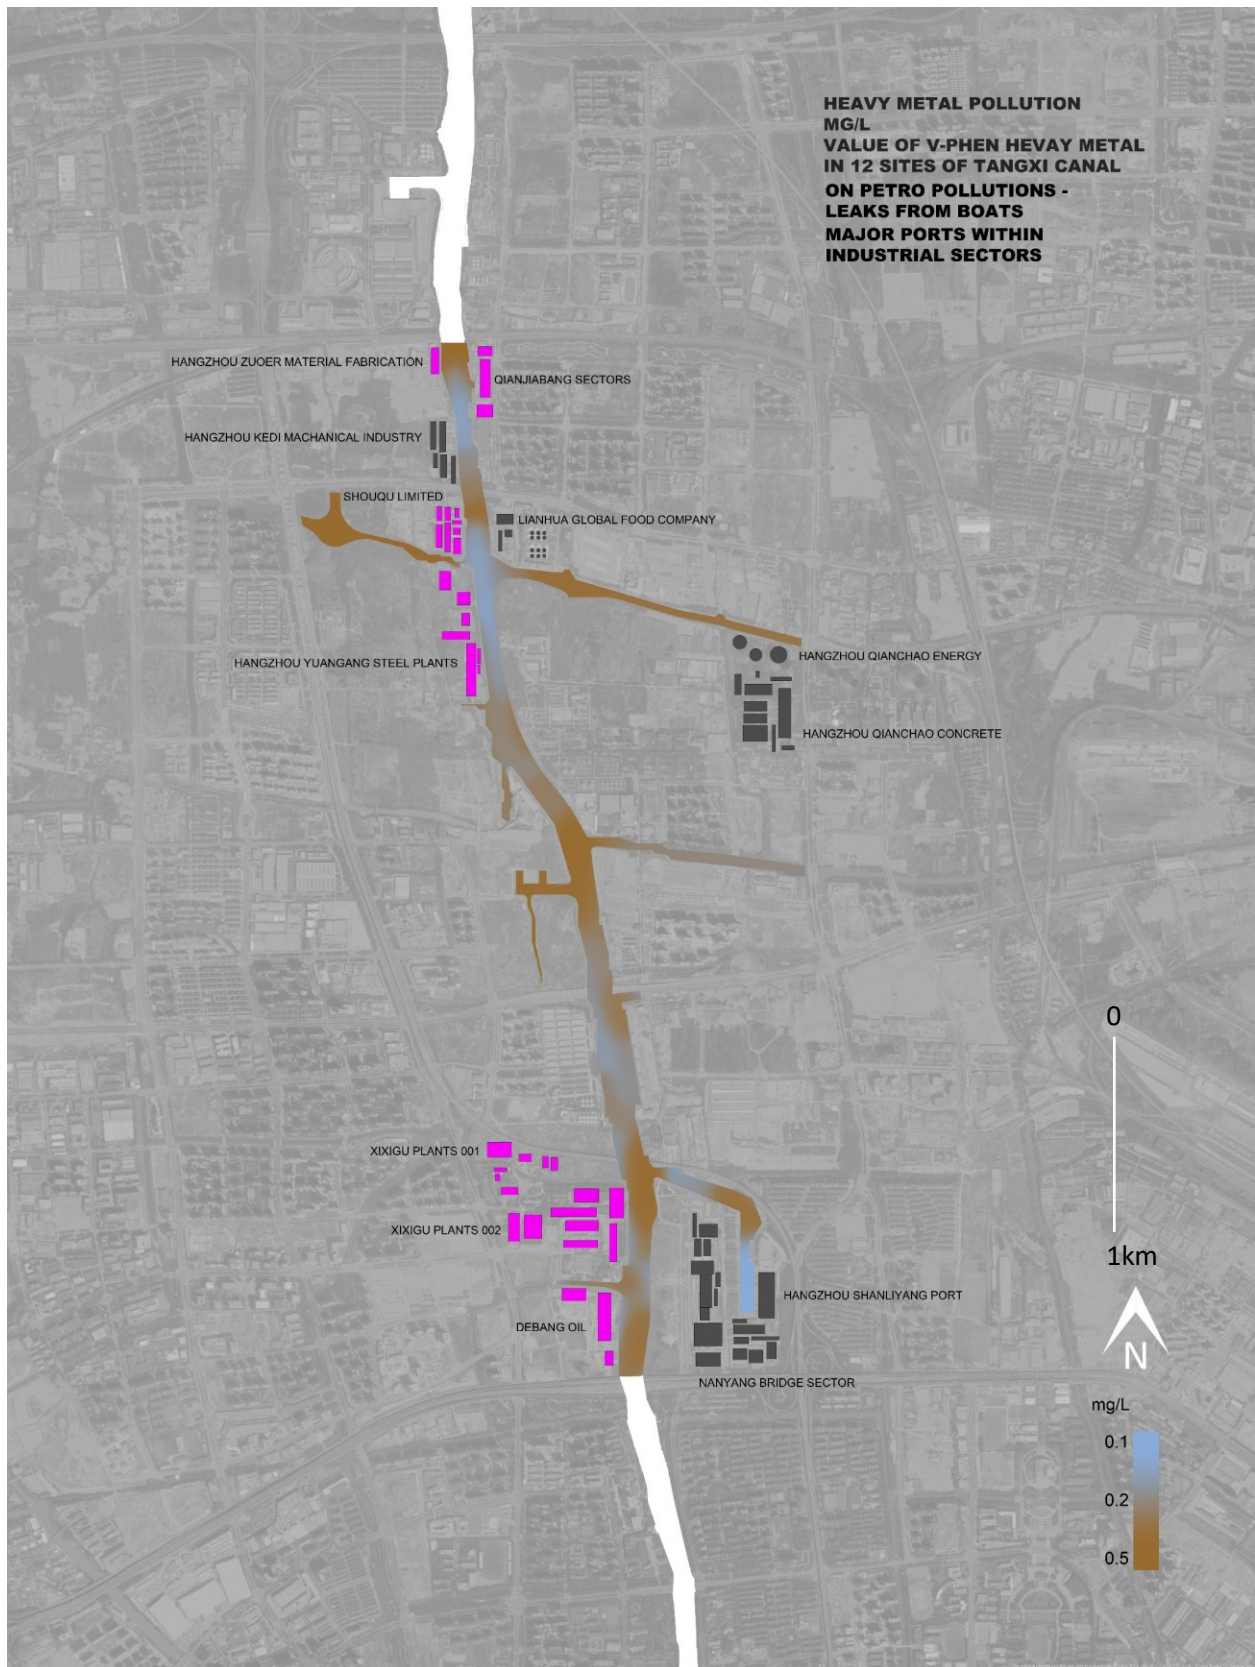 HEAVY METAL POLLUTION
MG/L
VALUE OF V-PHEN HEVAY METAL
IN 12 SITES OF TANGXI CANAL
ON PETRO POLLUTIONS -
LEAKS FROM BOATS
MAJOR PORTS WITHIN
INDUSTRIAL SECTORS
HANGZHOU ZUOER MATERIAL FABRICATION
QIANJIABANG SECTORS
HANGZHOU KEDI MACHANICAL INDUSTRY
SHOUQU LIMITED
LIANHUA GLOBAL FOOD COMPANY
HANGZHOU YUANGANG STEEL PLANTS
HANGZHOU QIANCHAO ENERGY
HANGZHOU QIANCHAO CONCRETE
0
XIXIGU PLANTS 001
XIXIGU PLANTS 002
1km
HANGZHOU SHANLIYANG PORT
DEBANG OIL
N
NANYANG BRIDGE SECTOR
mg/L
0.1
0.2
0.5